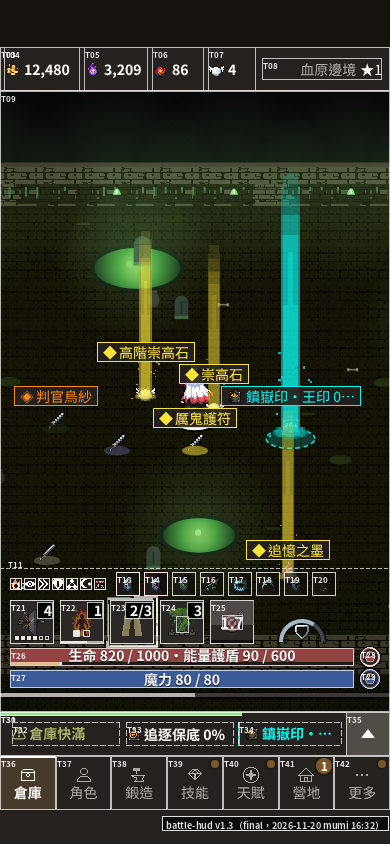 T04 12,480
T05 3,209
T06 86
T07 4
T08 血原邊境 ★1
T09
◆高階崇高石
◆崇高石
◈判官烏紗
鎮嶽印・王印 0…
◆厲鬼護符
◆追憶之墨
T11
T13 T14 T15 T16 T17 T18 T19 T20
T21 4
T22 1
T23 2/3
T24 3
T25 17
T26 生命 820 / 1000・能量護盾 90 / 600 T28
T27 魔力 80 / 80 T29
T32 倉庫快滿
T33 追逐保底 0%
T34 鎮嶽印・…
T35
T36 倉庫
T37 角色
T38 鍛造
T39 技能
T40 天賦
T41 營地 1
T42 更多
battle-hud v1.3（final，2026-11-20 mumi 16:32）